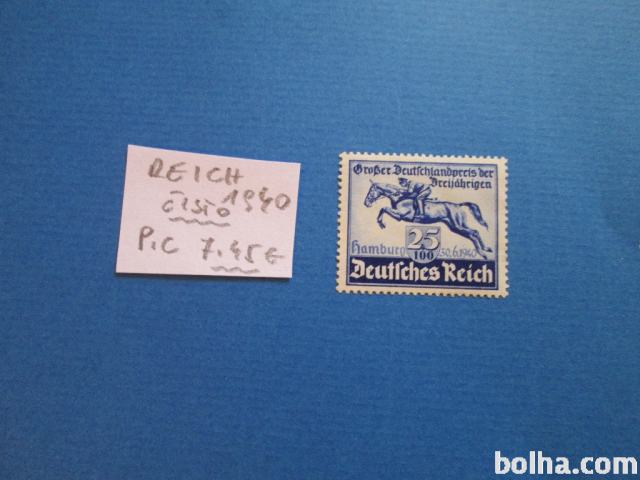 REICH
1940
čisto
P.C 7.45€
Großer Deutschlandpreis der
Dreijährigen
25
100
Hamburg 30.6.1940
Deutsches Reich
bolha.com